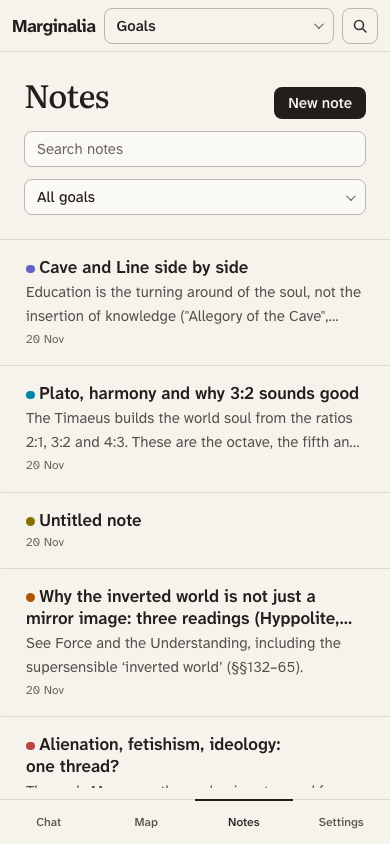 Marginalia
Goals
Notes
New note
Search notes
All goals
Cave and Line side by side
Education is the turning around of the soul, not the
insertion of knowledge ("Allegory of the Cave",...
20 Nov
Plato, harmony and why 3:2 sounds good
The Timaeus builds the world soul from the ratios
2:1, 3:2 and 4:3. These are the octave, the fifth an...
20 Nov
Untitled note
20 Nov
Why the inverted world is not just a
mirror image: three readings (Hyppolite,...
See Force and the Understanding, including the
supersensible ‘inverted world’ (§§132–65).
20 Nov
Alienation, fetishism, ideology:
one thread?
Chat
Map
Notes
Settings